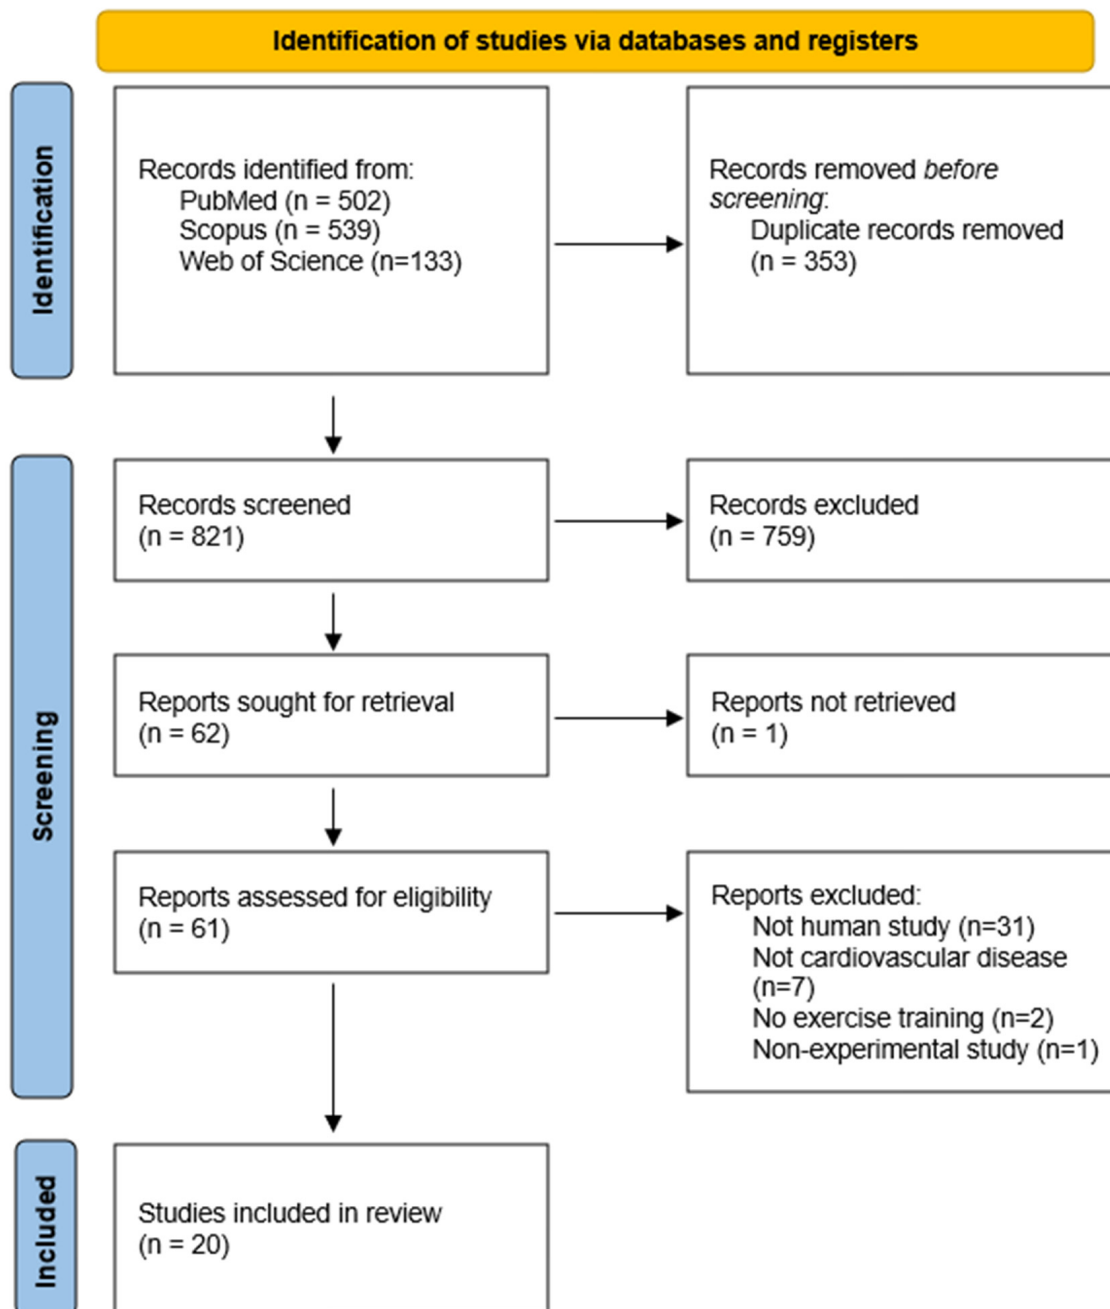 Identification of studies via databases and registers
Identification
Records identified from:
PubMed (n = 502)
Scopus (n = 539)
Web of Science (n=133)
Records removed before
screening:
Duplicate records removed
(n = 353)
Screening
Records screened
(n = 821)
Records excluded
(n = 759)
Reports sought for retrieval
(n = 62)
Reports not retrieved
(n = 1)
Reports assessed for eligibility
(n = 61)
Reports excluded:
Not human study (n=31)
Not cardiovascular disease
(n=7)
No exercise training (n=2)
Non-experimental study (n=1)
Included
Studies included in review
(n = 20)